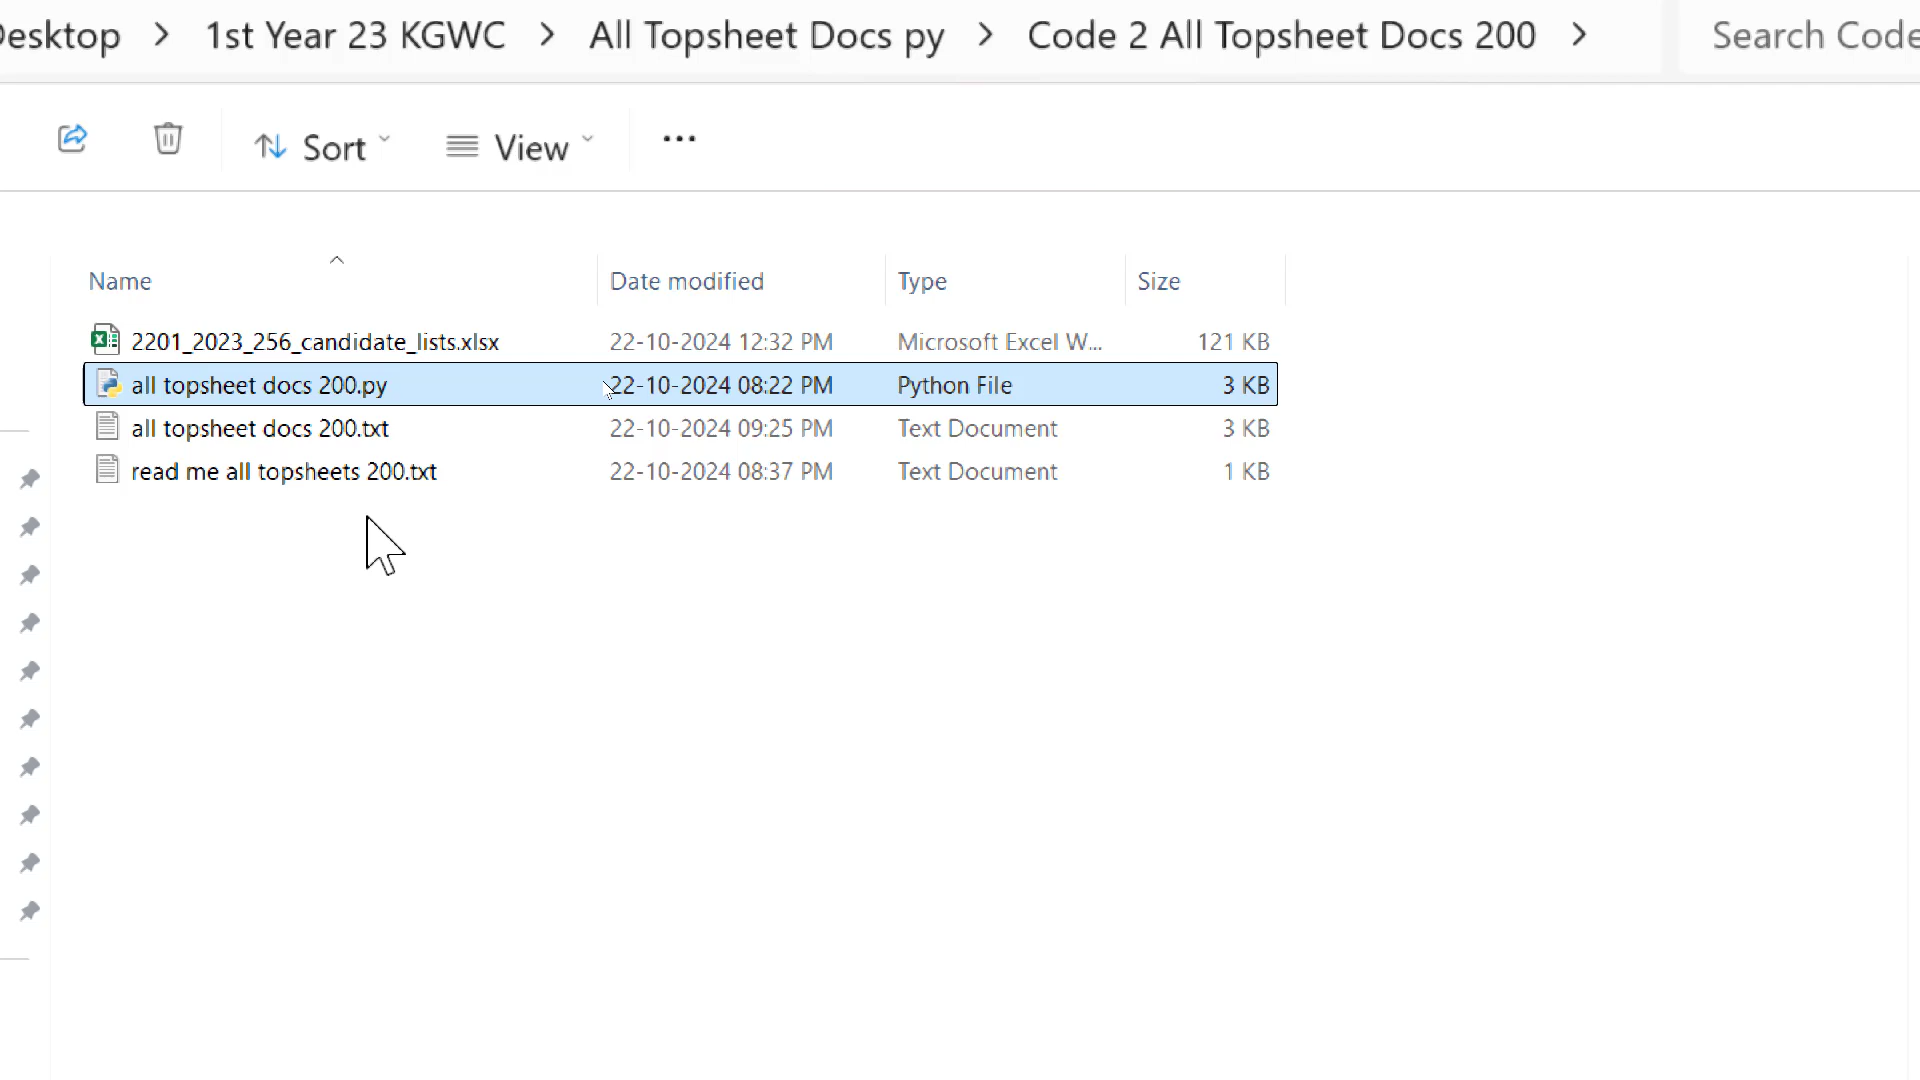 Desktop > 1st Year 23 KGWC > All Topsheet Docs py > Code 2 All Topsheet Docs 200 > Search Code
Sort View ...
Name Date modified Type Size
2201_2023_256_candidate_lists.xlsx 22-10-2024 12:32 PM Microsoft Excel W... 121 KB
all topsheet docs 200.py 22-10-2024 08:22 PM Python File 3 KB
all topsheet docs 200.txt 22-10-2024 09:25 PM Text Document 3 KB
read me all topsheets 200.txt 22-10-2024 08:37 PM Text Document 1 KB